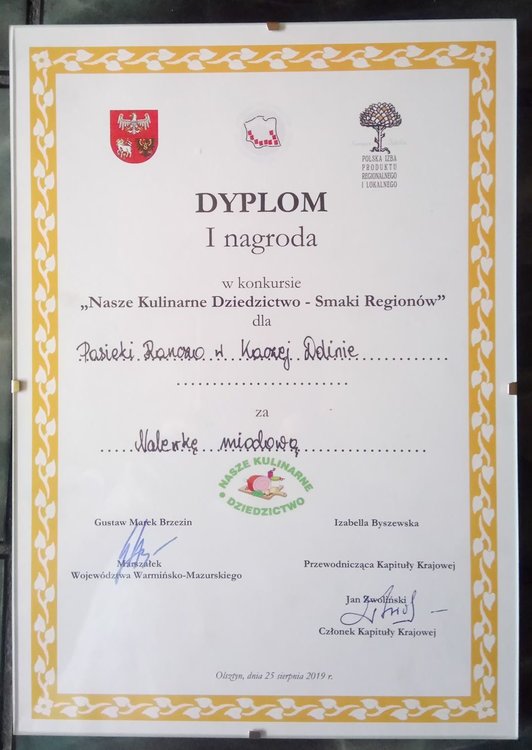 POLSKA IZBA
PRODUKTU
REGIONALNEGO
I LOKALNEGO
DYPLOM
I nagroda
w konkursie
„Nasze Kulinarne Dziedzictwo - Smaki Regionów”
dla
Pasieki Ranczo w Kaczej Dolinie
za
Nalewkę miodową
NASZE KULINARNE
DZIEDZICTWO
Gustaw Marek Brzezin
Izabella Byszewska
Marszałek
Województwa Warmińsko-Mazurskiego
Przewodnicząca Kapituły Krajowej
Jan Zwoliński
Członek Kapituły Krajowej
Olsztyn, dnia 25 sierpnia 2019 r.